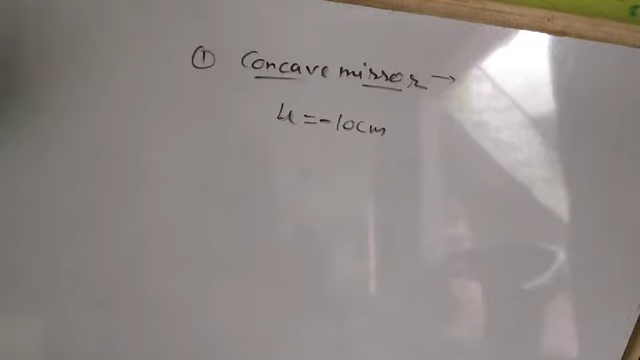 ① Concave mirror →
u = -10cm